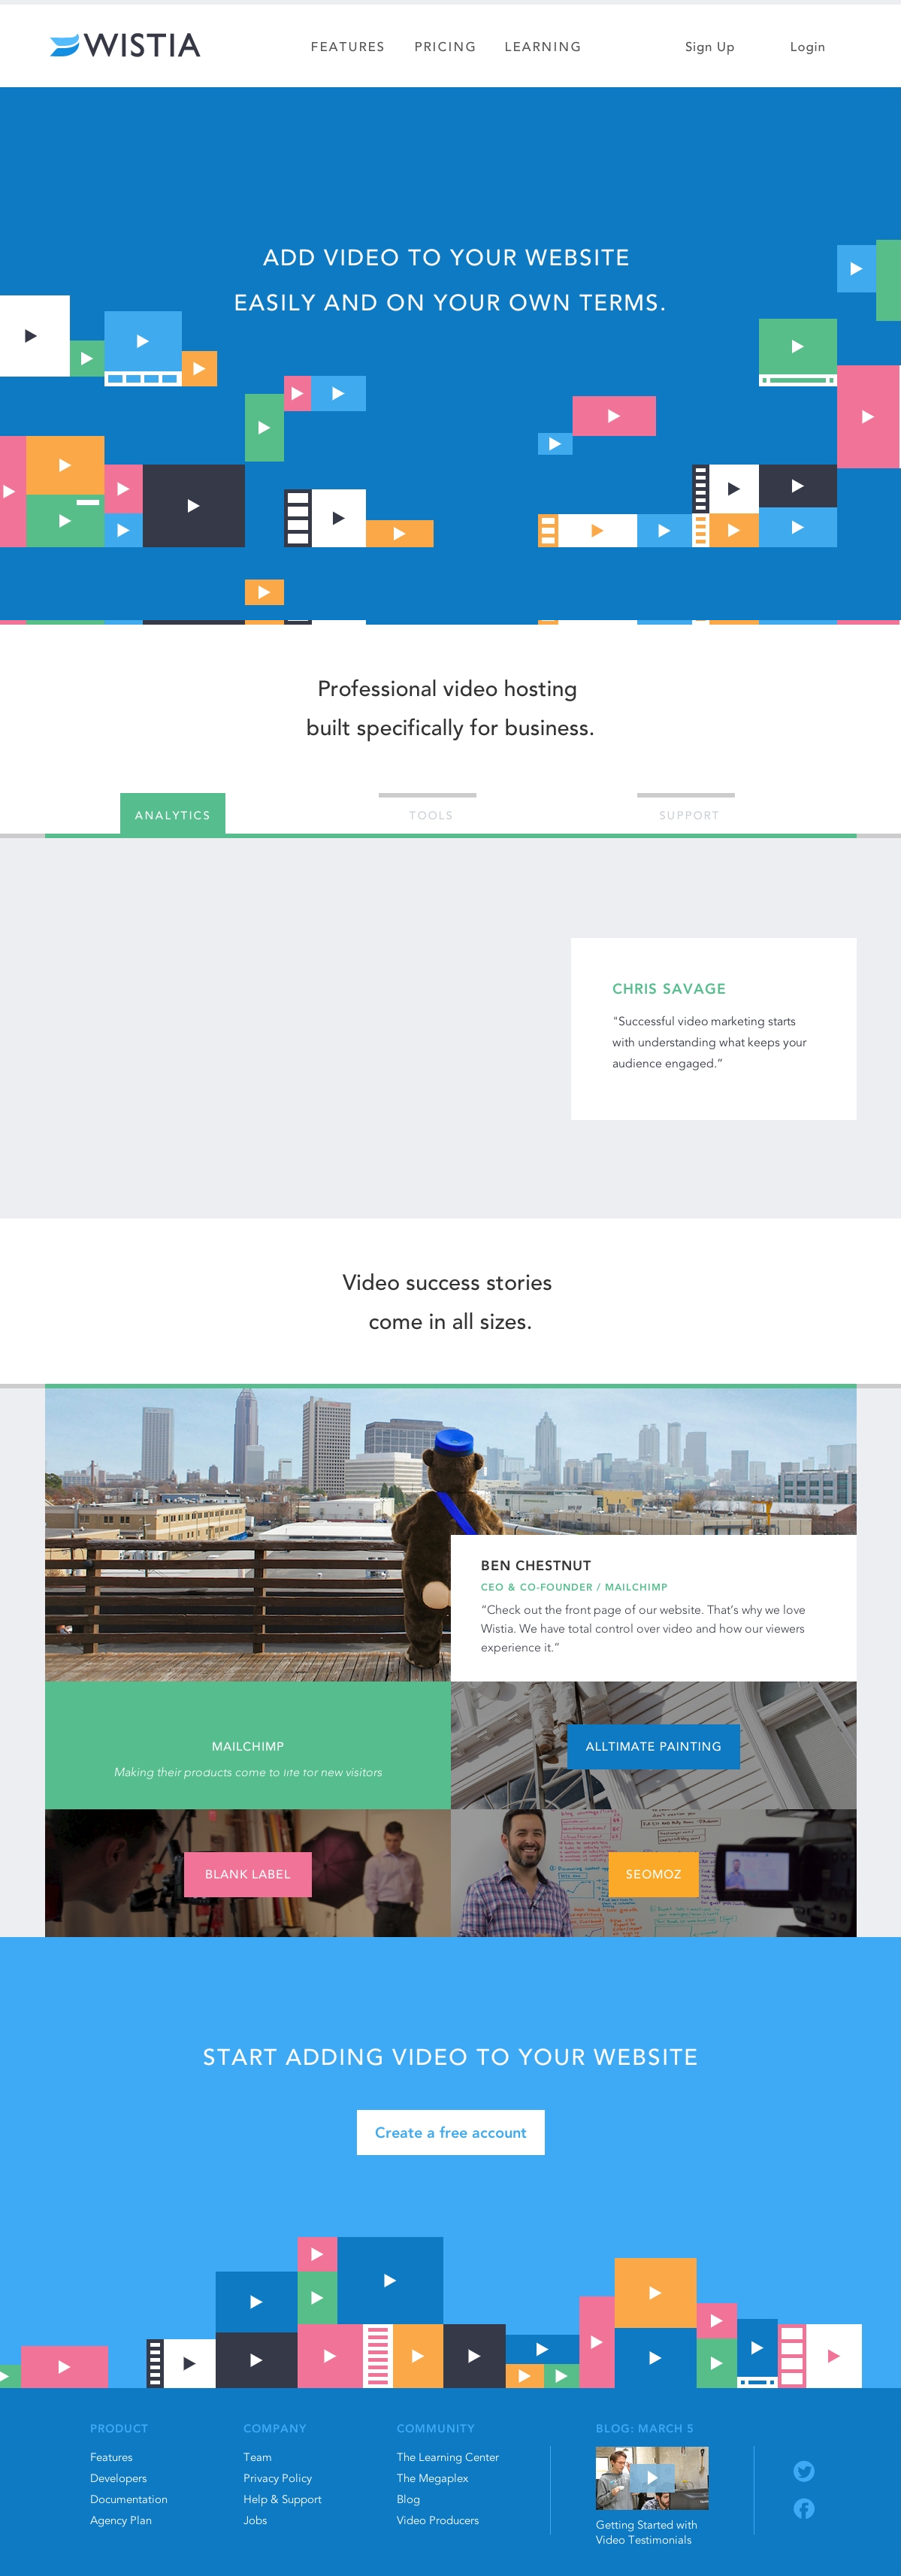 WISTIA
FEATURES PRICING LEARNING Sign Up Login
ADD VIDEO TO YOUR WEBSITE
EASILY AND ON YOUR OWN TERMS.
Professional video hosting
built specifically for business.
ANALYTICS TOOLS SUPPORT
CHRIS SAVAGE
"Successful video marketing starts
with understanding what keeps your
audience engaged.”
Video success stories
come in all sizes.
BEN CHESTNUT
CEO & CO-FOUNDER / MAILCHIMP
“Check out the front page of our website. That’s why we love
Wistia. We have total control over video and how our viewers
experience it.”
MAILCHIMP
Making their products come to life for new visitors
ALLTIMATE PAINTING
BLANK LABEL
SEOMOZ
START ADDING VIDEO TO YOUR WEBSITE
Create a free account
PRODUCT
Features
Developers
Documentation
Agency Plan
COMPANY
Team
Privacy Policy
Help & Support
Jobs
COMMUNITY
The Learning Center
The Megaplex
Blog
Video Producers
BLOG: MARCH 5
Getting Started with
Video Testimonials